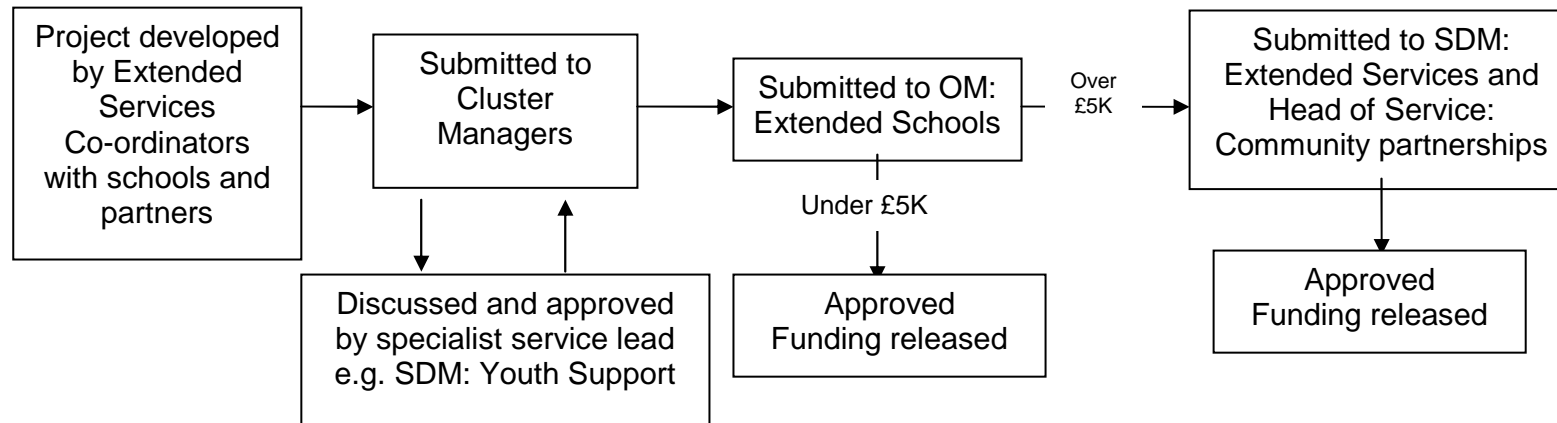 Project developed
by Extended
Services
Co-ordinators
with schools and
partners
Submitted to
Cluster
Managers
Discussed and approved
by specialist service lead
e.g. SDM: Youth Support
Submitted to OM:
Extended Schools
Under £5K
Approved
Funding released
Over
£5K
Submitted to SDM:
Extended Services and
Head of Service:
Community partnerships
Approved
Funding released